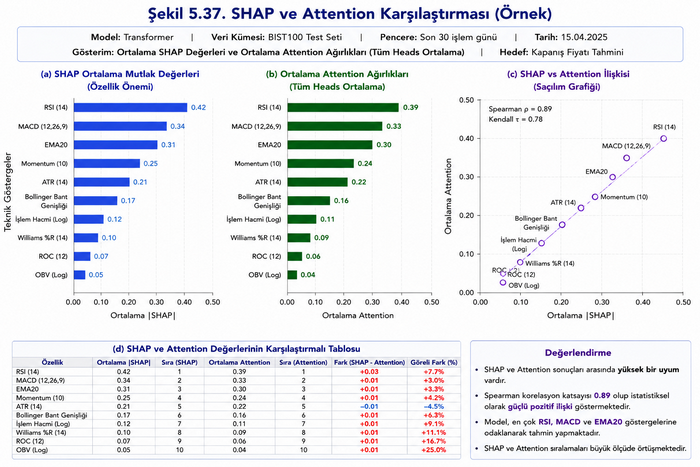 Şekil 5.37. SHAP ve Attention Karşılaştırması (Örnek)
Model: Transformer | Veri Kümesi: BIST100 Test Seti | Pencere: Son 30 işlem günü | Tarih: 15.04.2025
Gösterim: Ortalama SHAP Değerleri ve Ortalama Attention Ağırlıkları (Tüm Heads Ortalama) | Hedef: Kapanış Fiyatı Tahmini
(a) SHAP Ortalama Mutlak Değerleri
(Özellik Önemi)
Teknik Göstergeler
RSI (14) 0.42
MACD (12,26,9) 0.34
EMA20 0.31
Momentum (10) 0.25
ATR (14) 0.21
Bollinger Bant
Genişliği 0.17
İşlem Hacmi (Log) 0.12
Williams %R (14) 0.10
ROC (12) 0.07
OBV (Log) 0.05
0.00 0.10 0.20 0.30 0.40 0.50
Ortalama |SHAP|
(b) Ortalama Attention Ağırlıkları
(Tüm Heads Ortalama)
RSI (14) 0.39
MACD (12,26,9) 0.33
EMA20 0.30
Momentum (10) 0.24
ATR (14) 0.22
Bollinger Bant
Genişliği 0.16
İşlem Hacmi (Log) 0.11
Williams %R (14) 0.09
ROC (12) 0.06
OBV (Log) 0.04
0.00 0.10 0.20 0.30 0.40 0.50
Ortalama Attention
(c) SHAP vs Attention İlişkisi
(Saçılım Grafiği)
Ortalama Attention
0.50
0.40
0.30
0.20
0.10
0.00
Spearman ρ = 0.89
Kendall τ = 0.78
RSI (14)
MACD (12,26,9)
EMA20
Momentum (10)
ATR (14)
Bollinger Bant
Genişliği
İşlem Hacmi
(Log)
Williams %R (14)
ROC (12)
OBV (Log)
0.00 0.10 0.20 0.30 0.40 0.50
Ortalama |SHAP|
(d) SHAP ve Attention Değerlerinin Karşılaştırmalı Tablosu
Özellik Ortalama |SHAP| Sıra (SHAP) Ortalama Attention Sıra (Attention) Fark (SHAP - Attention) Göreli Fark (%)
RSI (14) 0.42 1 0.39 1 +0.03 +7.7%
MACD (12,26,9) 0.34 2 0.33 2 +0.01 +3.0%
EMA20 0.31 3 0.30 3 +0.01 +3.3%
Momentum (10) 0.25 4 0.24 4 +0.01 +4.2%
ATR (14) 0.21 5 0.22 5 −0.01 −4.5%
Bollinger Bant Genişliği 0.17 6 0.16 6 +0.01 +6.3%
İşlem Hacmi (Log) 0.12 7 0.11 7 +0.01 +9.1%
Williams %R (14) 0.10 8 0.09 8 +0.01 +11.1%
ROC (12) 0.07 9 0.06 9 +0.01 +16.7%
OBV (Log) 0.05 10 0.04 10 +0.01 +25.0%
Değerlendirme
• SHAP ve Attention sonuçları arasında yüksek bir uyum
vardır.
• Spearman korelasyon katsayısı 0.89 olup istatistiksel
olarak güçlü pozitif ilişki göstermektedir.
• Model, en çok RSI, MACD ve EMA20 göstergelerine
odaklanarak tahmin yapmaktadır.
• SHAP ve Attention sıralamaları büyük ölçüde örtüşmektedir.